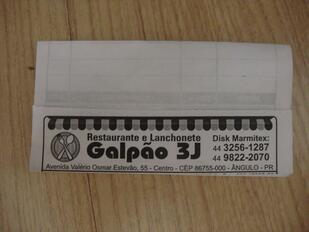 Restaurante e Lanchonete
Galpão 3J
Disk Marmitex:
44 3256-1287
44 9822-2070
Avenida Valério Osmar Estevão, 55 - Centro - CÉP 86755-000 - ÂNGULO - PR